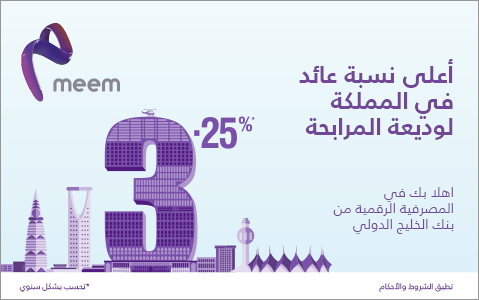 meem
أعلى نسبة عائد
في المملكة
لوديعة المرابحة
3.25%*
اهلا بك في
المصرفية الرقمية من
بنك الخليج الدولي
تطبق الشروط والأحكام
*تحسب بشكل سنوي